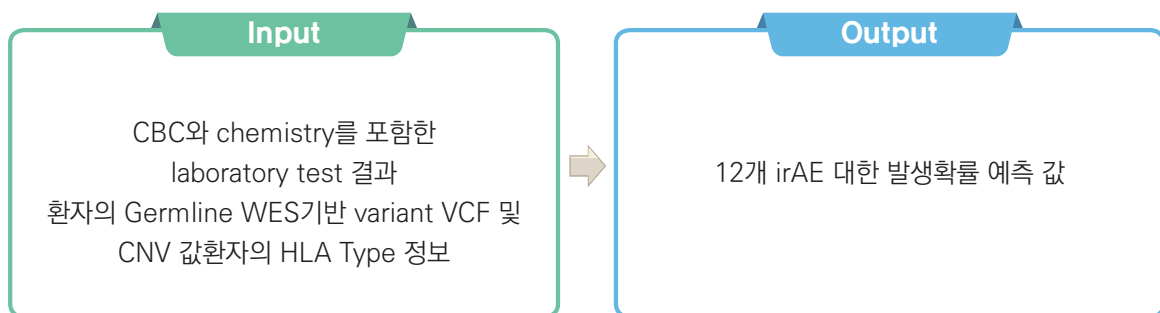 Input
CBC와 chemistry를 포함한
laboratory test 결과
환자의 Germline WES기반 variant VCF 및
CNV 값환자의 HLA Type 정보
Output
12개 irAE 대한 발생확률 예측 값